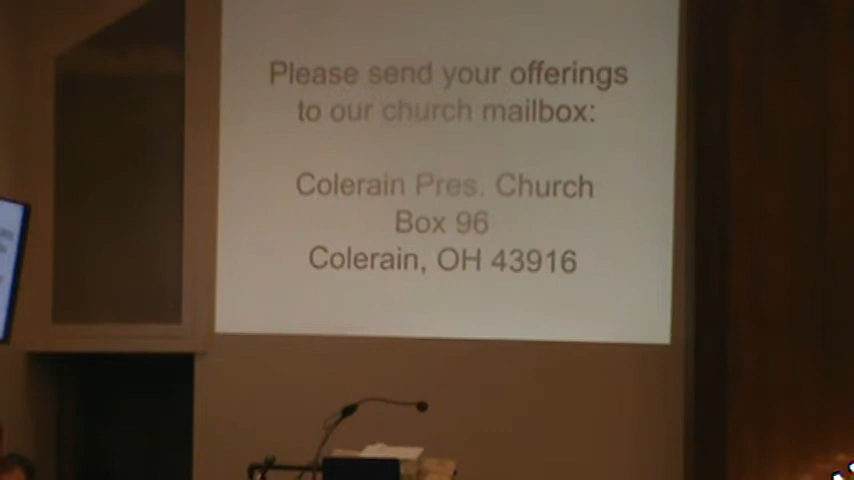 Please send your offerings
to our church mailbox:
Colerain Pres. Church
Box 96
Colerain, OH 43916